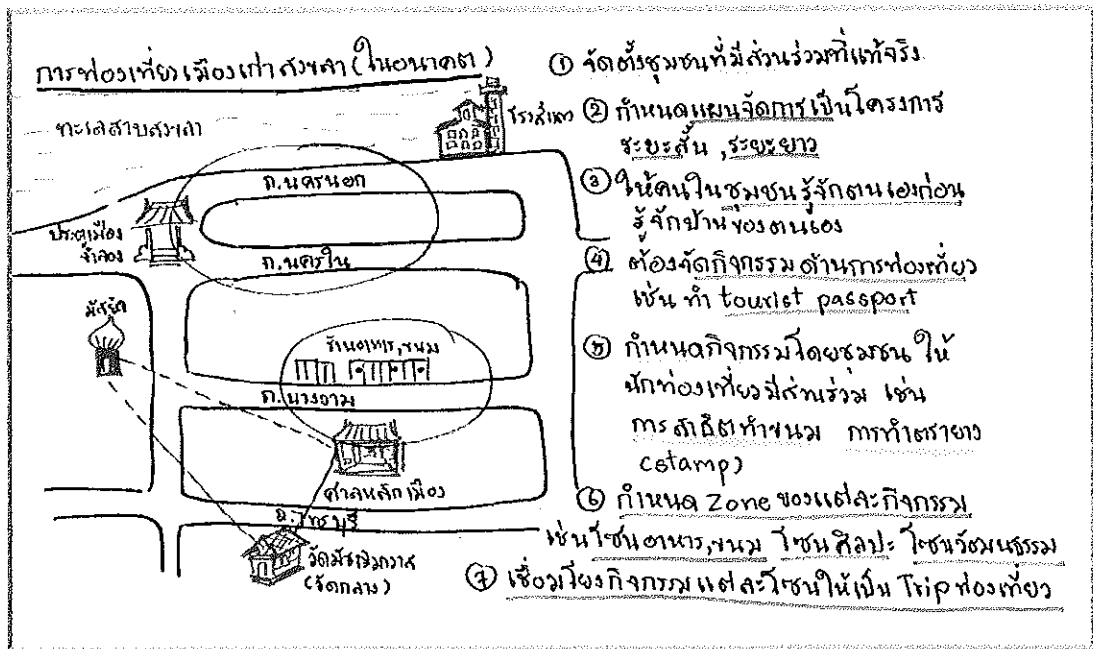 การท่องเที่ยวเมืองเก่าสงขลา (ในอนาคต)
ทะเลสาบสงขลา
โรงสีแดง
ถ.นครนอก
ประตูเมือง
จำลอง
ถ.นครใน
มัสยิด
ร้านอาหาร,ขนม
ถ.นางงาม
ศาลหลักเมือง
ถ.ไทรบุรี
วัดมัชฌิมาวาส
(วัดกลาง)
① จัดตั้งชุมชนที่มีส่วนร่วมที่แท้จริง
② กำหนดแผนจัดการเป็นโครงการ
ระยะสั้น , ระยะยาว
③ ให้คนในชุมชนรู้จักตนเองก่อน
รู้จักบ้านของตนเอง
④ ต้องจัดกิจกรรมด้านการท่องเที่ยว
เช่น ทำ tourist passport
⑤ กำหนดกิจกรรมโดยชุมชน ให้
นักท่องเที่ยวมีส่วนร่วม เช่น
การสาธิตทำขนม การทำตรายาง
(stamp)
⑥ กำหนด Zone ของแต่ละกิจกรรม
เช่นโซนอาหาร,ขนม โซนศิลปะ โซนวัฒนธรรม
⑦ เชื่อมโยงกิจกรรมแต่ละโซนให้เป็น Trip ท่องเที่ยว